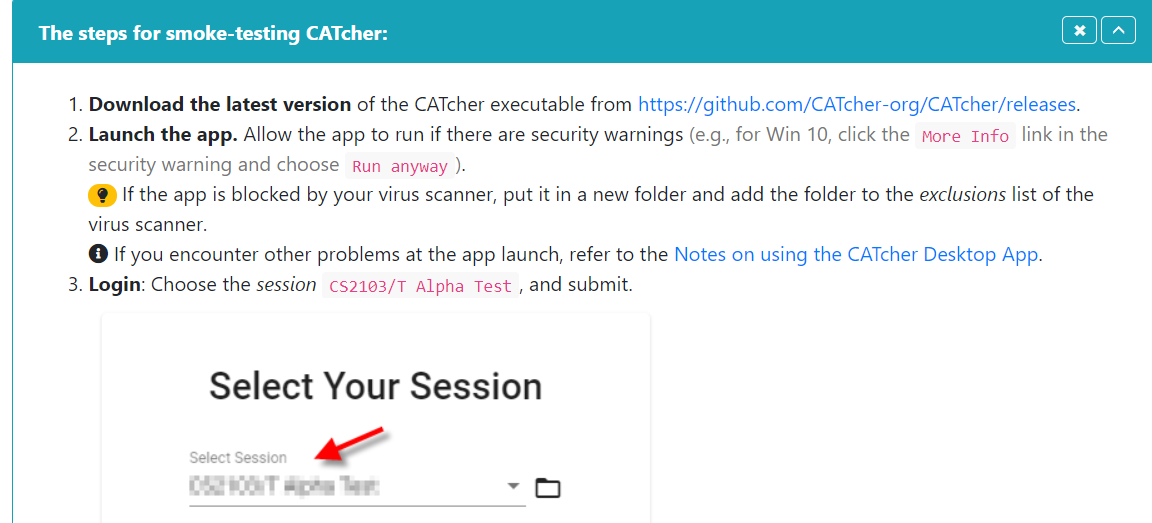 The steps for smoke-testing CATcher:
1. Download the latest version of the CATcher executable from https://github.com/CATcher-org/CATcher/releases.
2. Launch the app. Allow the app to run if there are security warnings (e.g., for Win 10, click the More Info link in the
security warning and choose Run anyway ).
If the app is blocked by your virus scanner, put it in a new folder and add the folder to the exclusions list of the
virus scanner.
If you encounter other problems at the app launch, refer to the Notes on using the CATcher Desktop App.
3. Login: Choose the session CS2103/T Alpha Test , and submit.
Select Your Session
Select Session